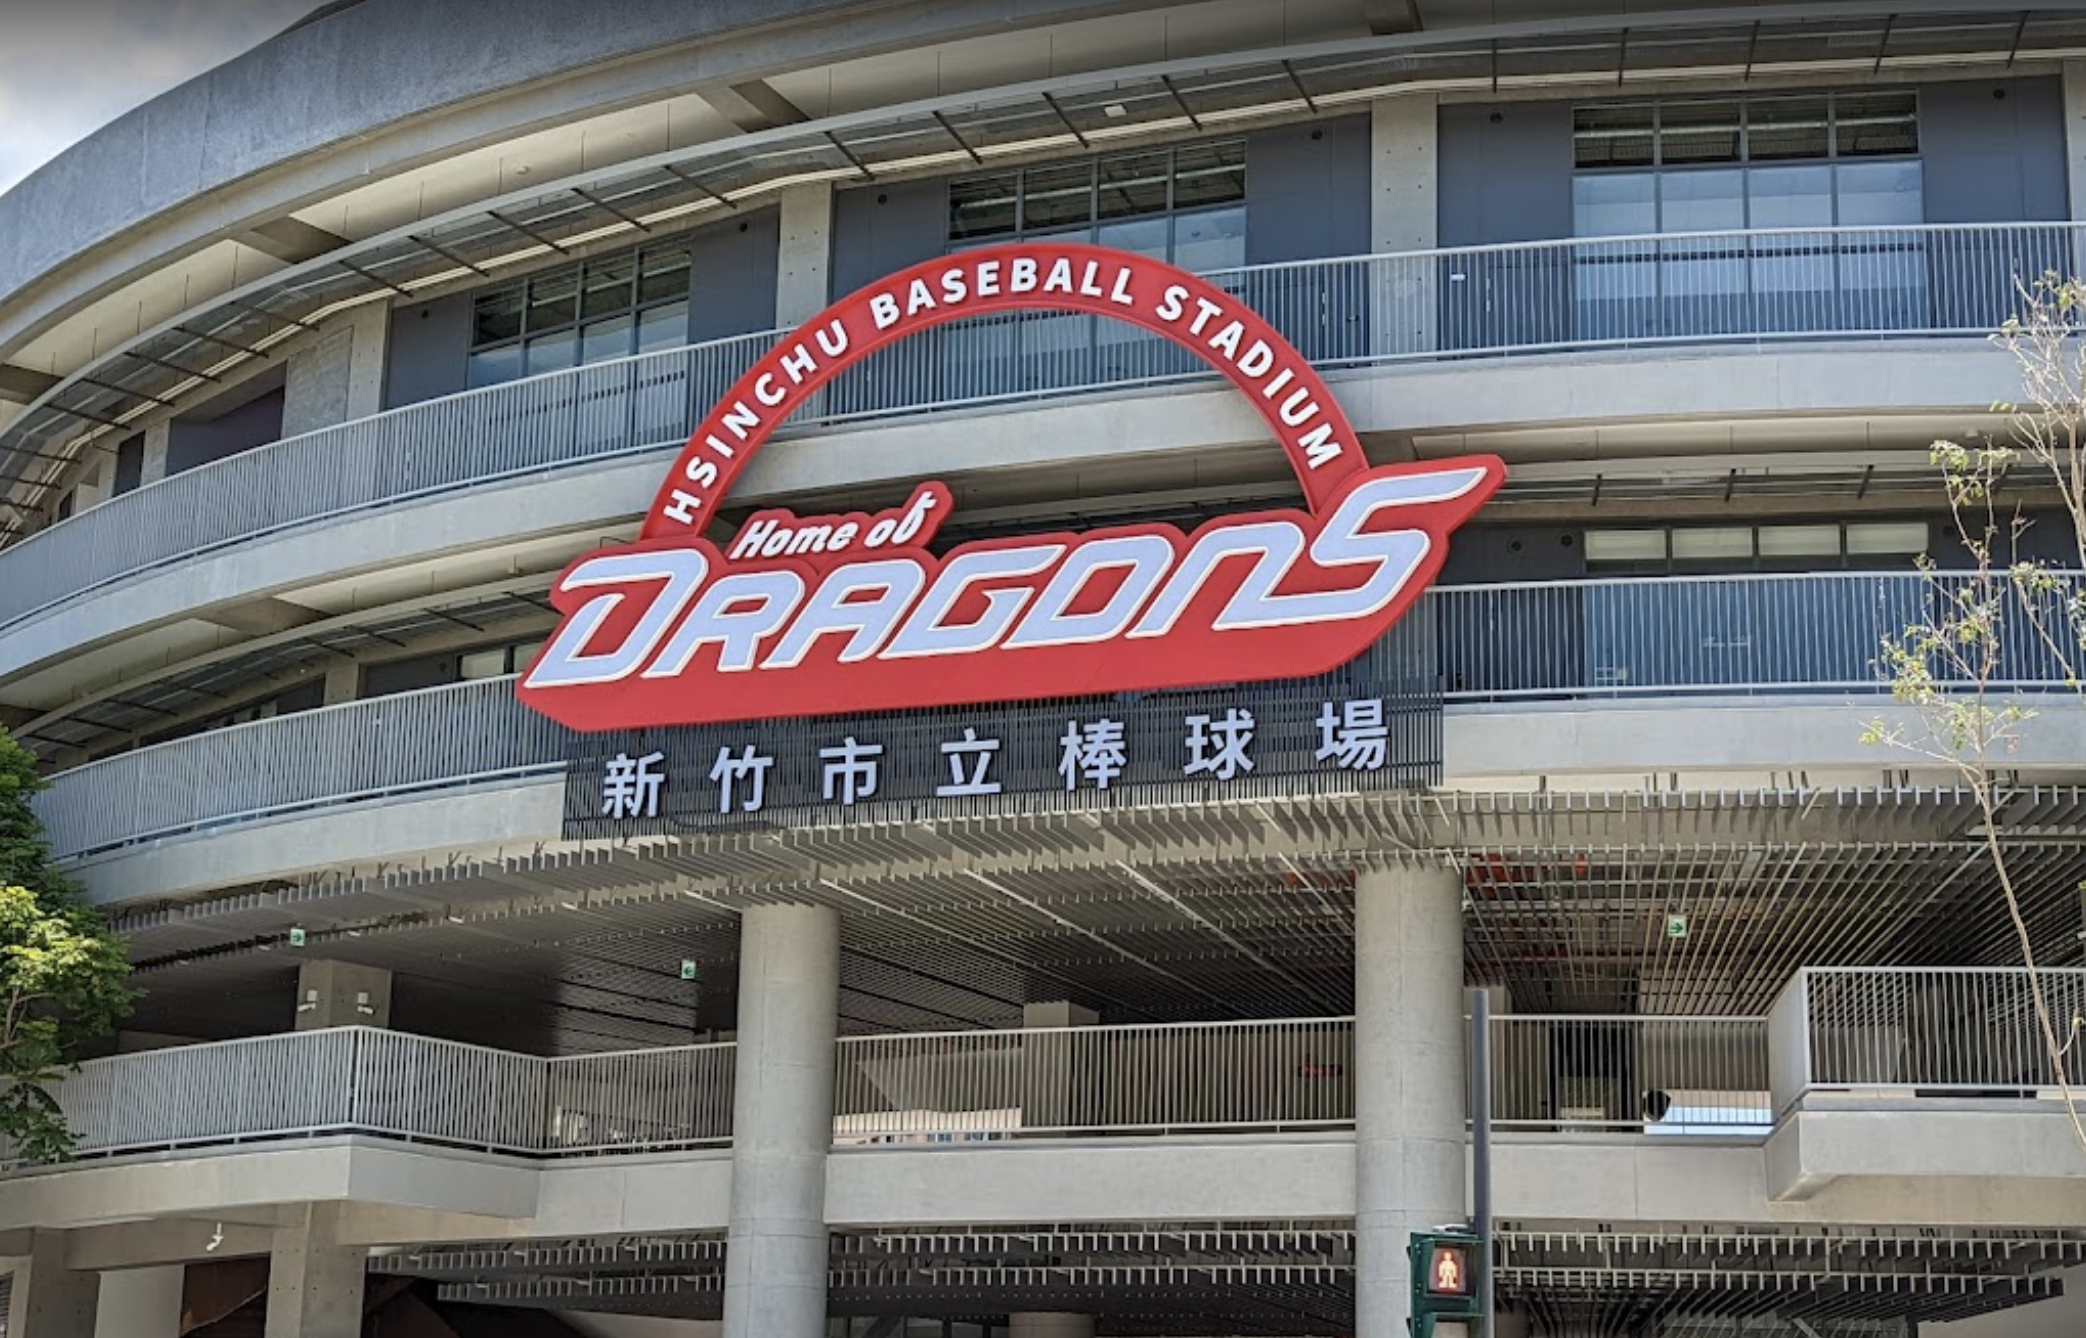 HSINCHU BASEBALL STADIUM
Home of
DRAGONS
新竹市立棒球場